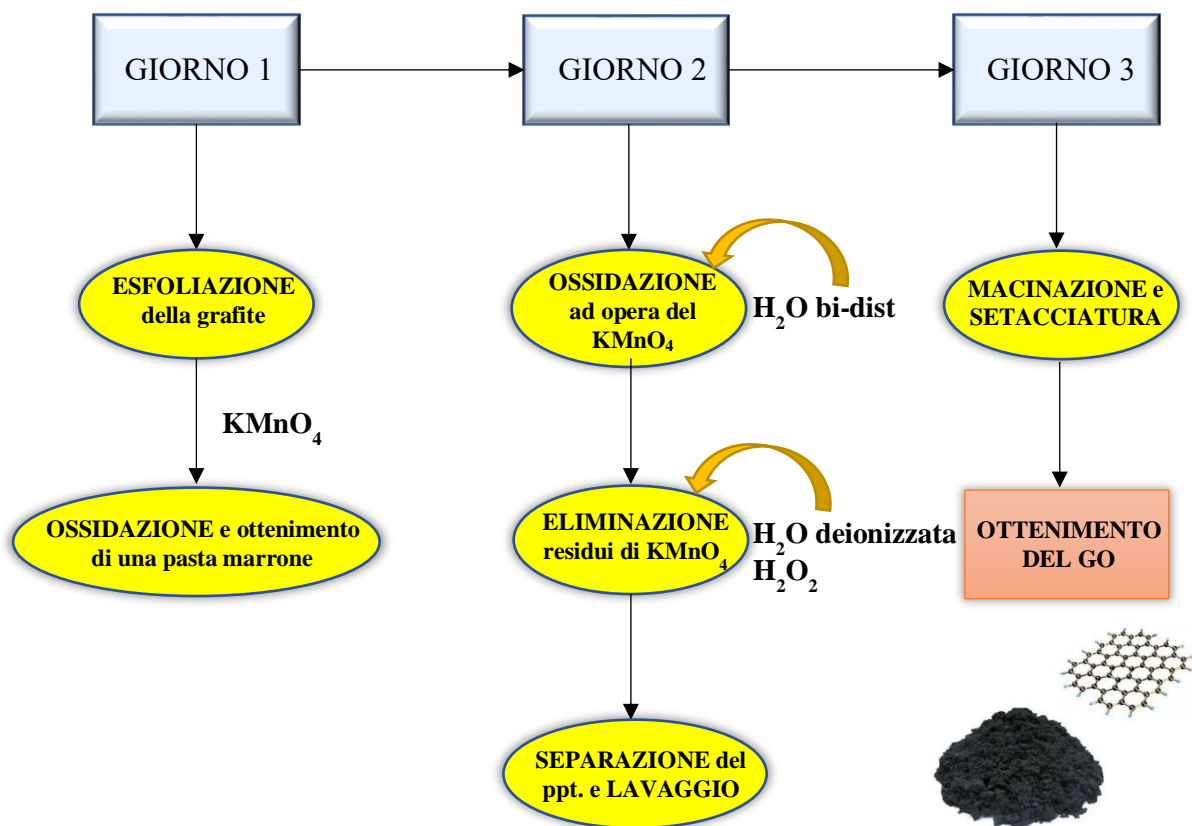 GIORNO 1
GIORNO 2
GIORNO 3
ESFOLIAZIONE
della grafite
KMnO₄
OSSIDAZIONE e ottenimento
di una pasta marrone
OSSIDAZIONE
ad opera del
KMnO₄
H₂O bi-dist
ELIMINAZIONE
residui di KMnO₄
H₂O deionizzata
H₂O₂
SEPARAZIONE del
ppt. e LAVAGGIO
MACINAZIONE e
SETACCIATURA
OTTENIMENTO
DEL GO